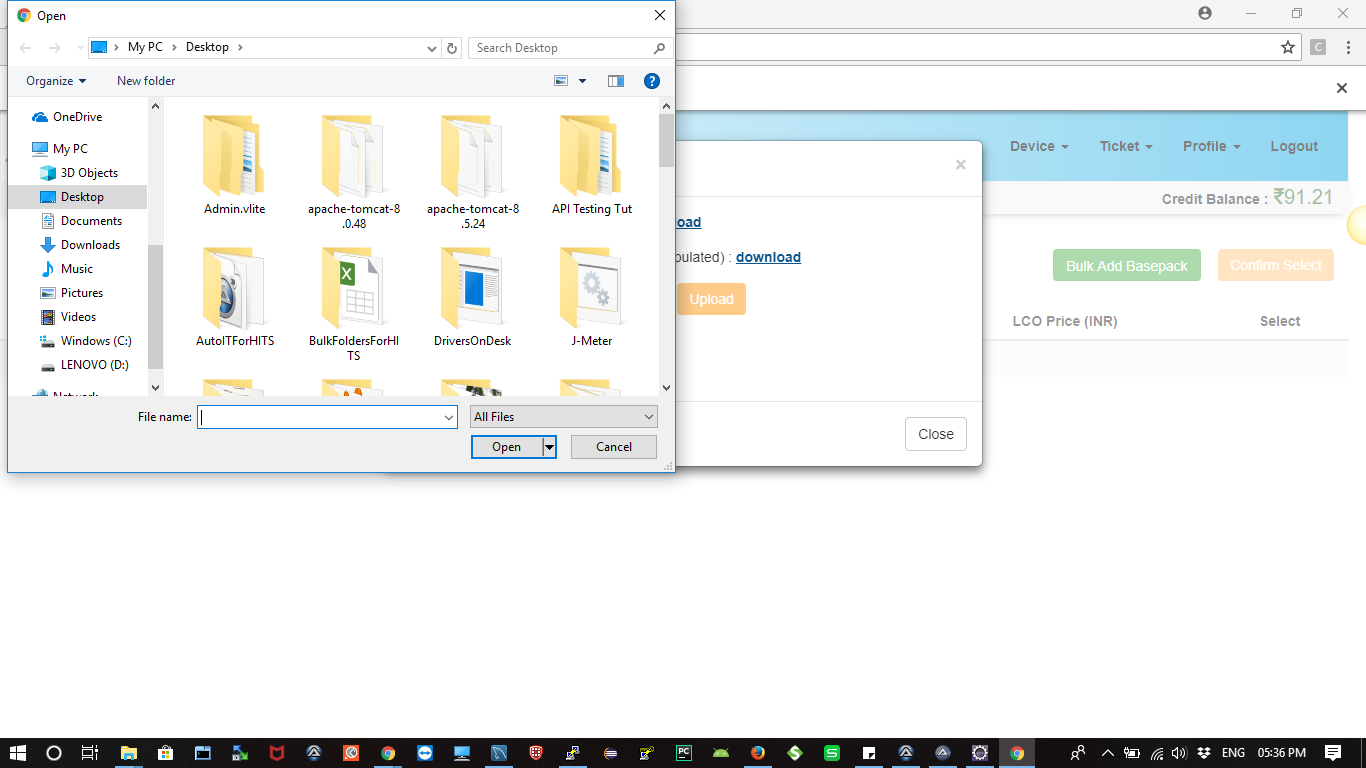 Open
My PC
Desktop
Search Desktop
Organize
New folder
OneDrive
My PC
3D Objects
Desktop
Documents
Downloads
Music
Pictures
Videos
Windows (C:)
LENOVO (D:)
Network
Admin.vlite
apache-tomcat-8
.0.48
apache-tomcat-8
.5.24
API Testing Tut
AutoITForHITS
BulkFoldersForHI
TS
DriversOnDesk
J-Meter
File name:
All Files
Open
Cancel
C
Device
Ticket
Profile
Logout
Credit Balance : ₹91.21
oad
pulated) : download
Upload
Bulk Add Basepack
Confirm Select
LCO Price (INR)
Select
Close
ENG
05:36 PM